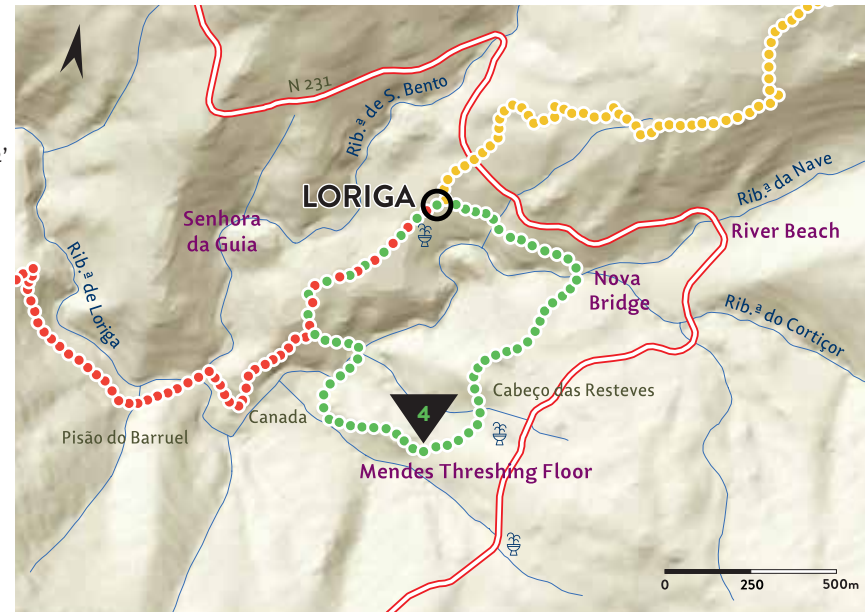 N 231
Rib.ª de S. Bento
LORIGA
Senhora
da Guia
Rib.ª da Nave
River Beach
Rib.ª de Loriga
Nova
Bridge
Rib.ª do Cortiçor
Cabeço das Resteves
4
Canada
Pisão do Barruel
Mendes Threshing Floor
0 250 500m